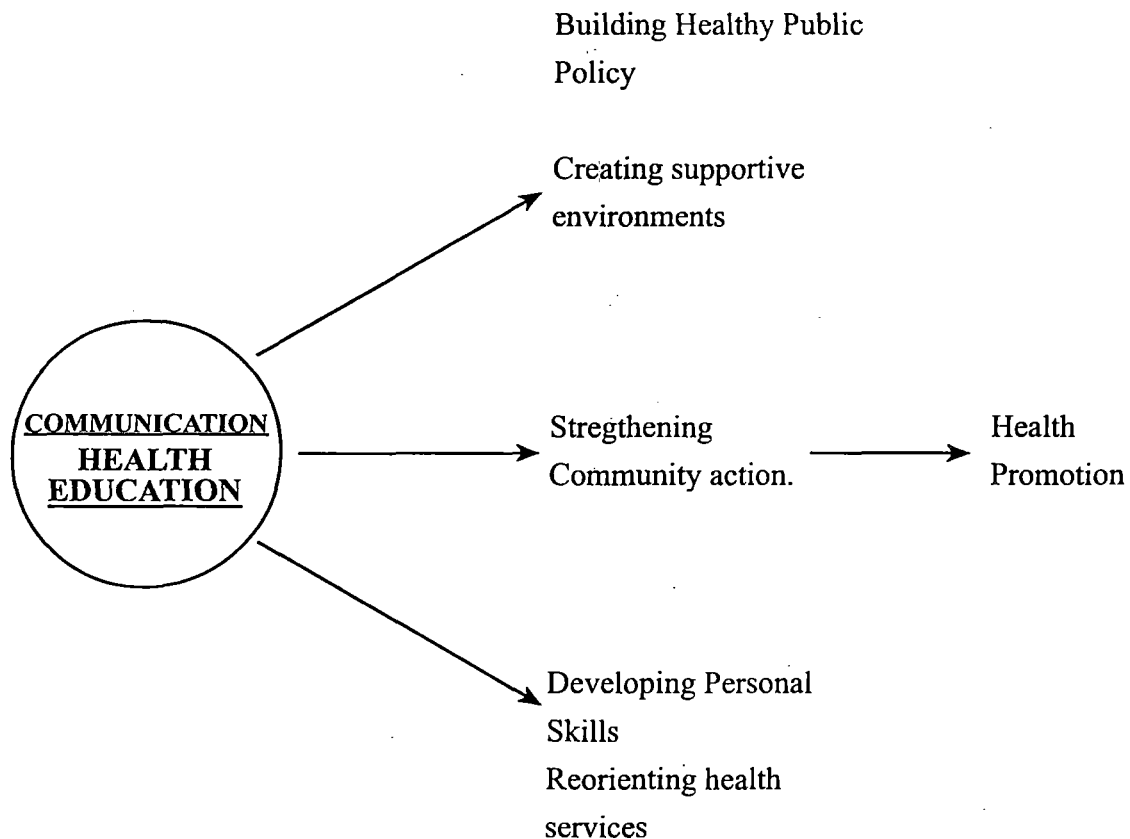 Building Healthy Public
Policy
Creating supportive
environments
COMMUNICATION
HEALTH
EDUCATION
Stregthening
Community action.
Health
Promotion
Developing Personal
Skills
Reorienting health
services